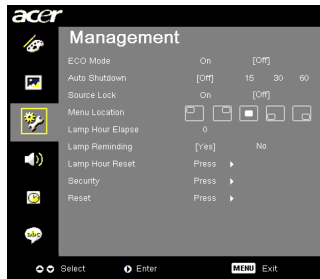 acer
Management
ECO Mode On [Off]
Auto Shutdown [Off] 15 30 60
Source Lock On [Off]
Menu Location
Lamp Hour Elapse 0
Lamp Reminding [Yes] No
Lamp Hour Reset Press
Security Press
Reset Press
abc
Select Enter MENU Exit